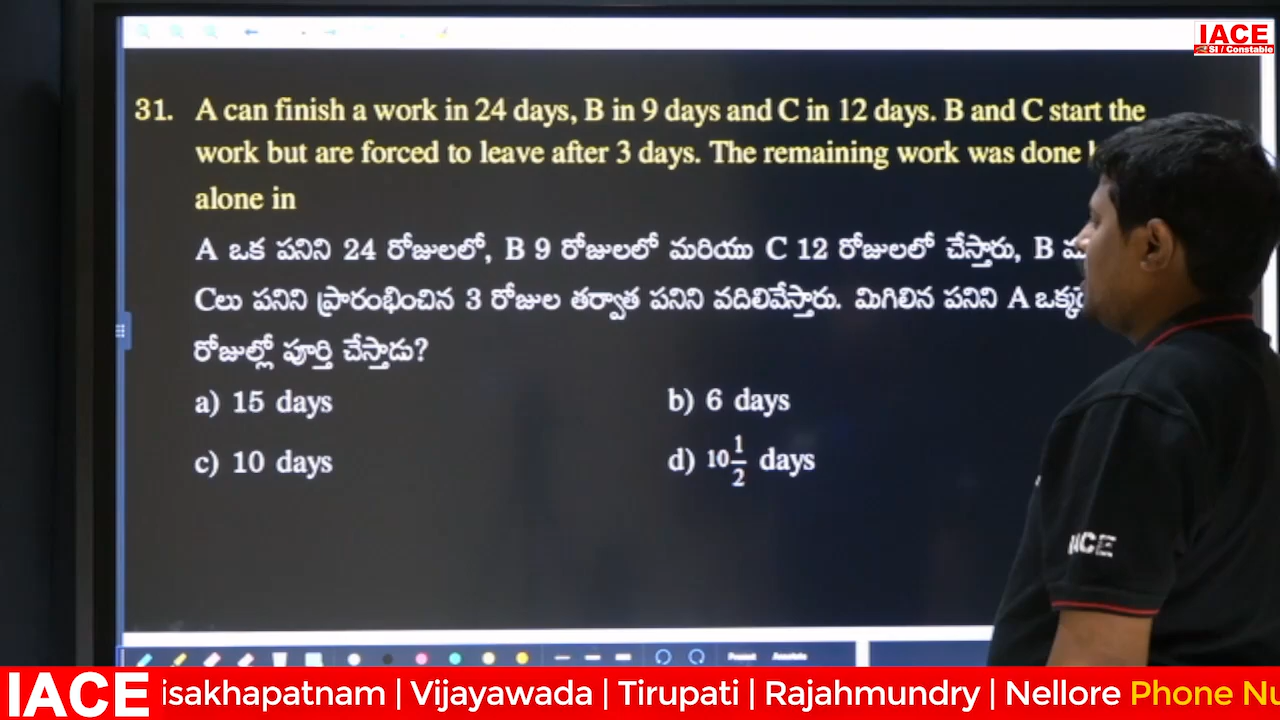 IACE
SI / Constable
31. A can finish a work in 24 days, B in 9 days and C in 12 days. B and C start the
work but are forced to leave after 3 days. The remaining work was done
alone in
A ఒక పనిని 24 రోజులలో, B 9 రోజులలో మరియు C 12 రోజులలో చేస్తారు, B
Cలు పనిని ప్రారంభించిన 3 రోజుల తర్వాత పనిని వదిలివేస్తారు. మిగిలిన పనిని A
రోజుల్లో పూర్తి చేస్తాడు?
a) 15 days b) 6 days
c) 10 days d) 10 1/2 days
IACE
IACE isakhapatnam | Vijayawada | Tirupati | Rajahmundry | Nellore Phone Nu